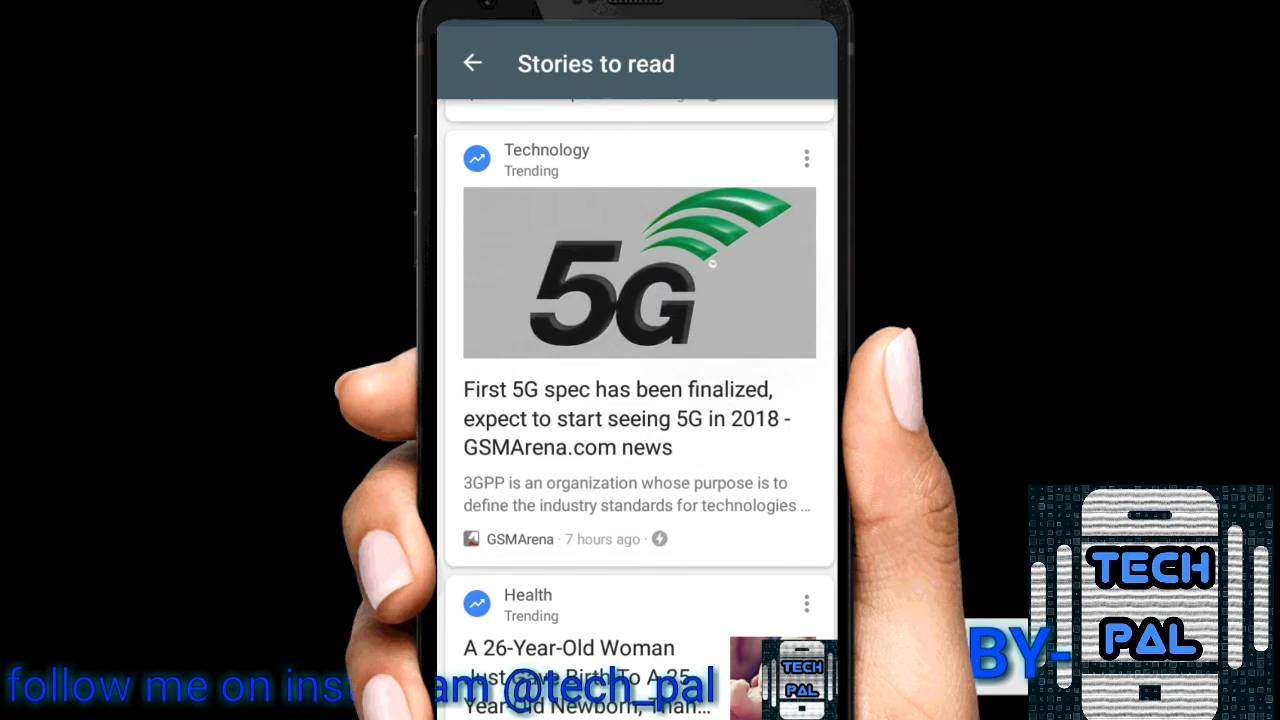 Stories to read
Technology
Trending
5G
First 5G spec has been finalized,
expect to start seeing 5G in 2018 -
GSMArena.com news
3GPP is an organization whose purpose is to
define the industry standards for technologies ...
GSMArena · 7 hours ago ·
Health
Trending
A 26-Year-Old Woman
TECH
PAL
BY-
TECH
PAL
follow me on @tech_pal